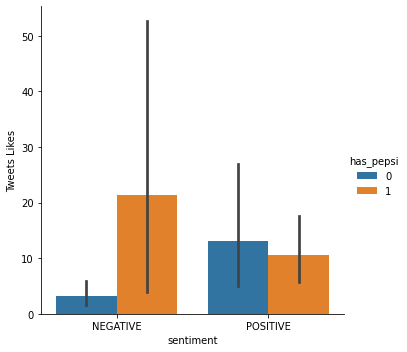 Tweets Likes
50
40
30
20
10
0
NEGATIVE
POSITIVE
sentiment
has_pepsi
0
1